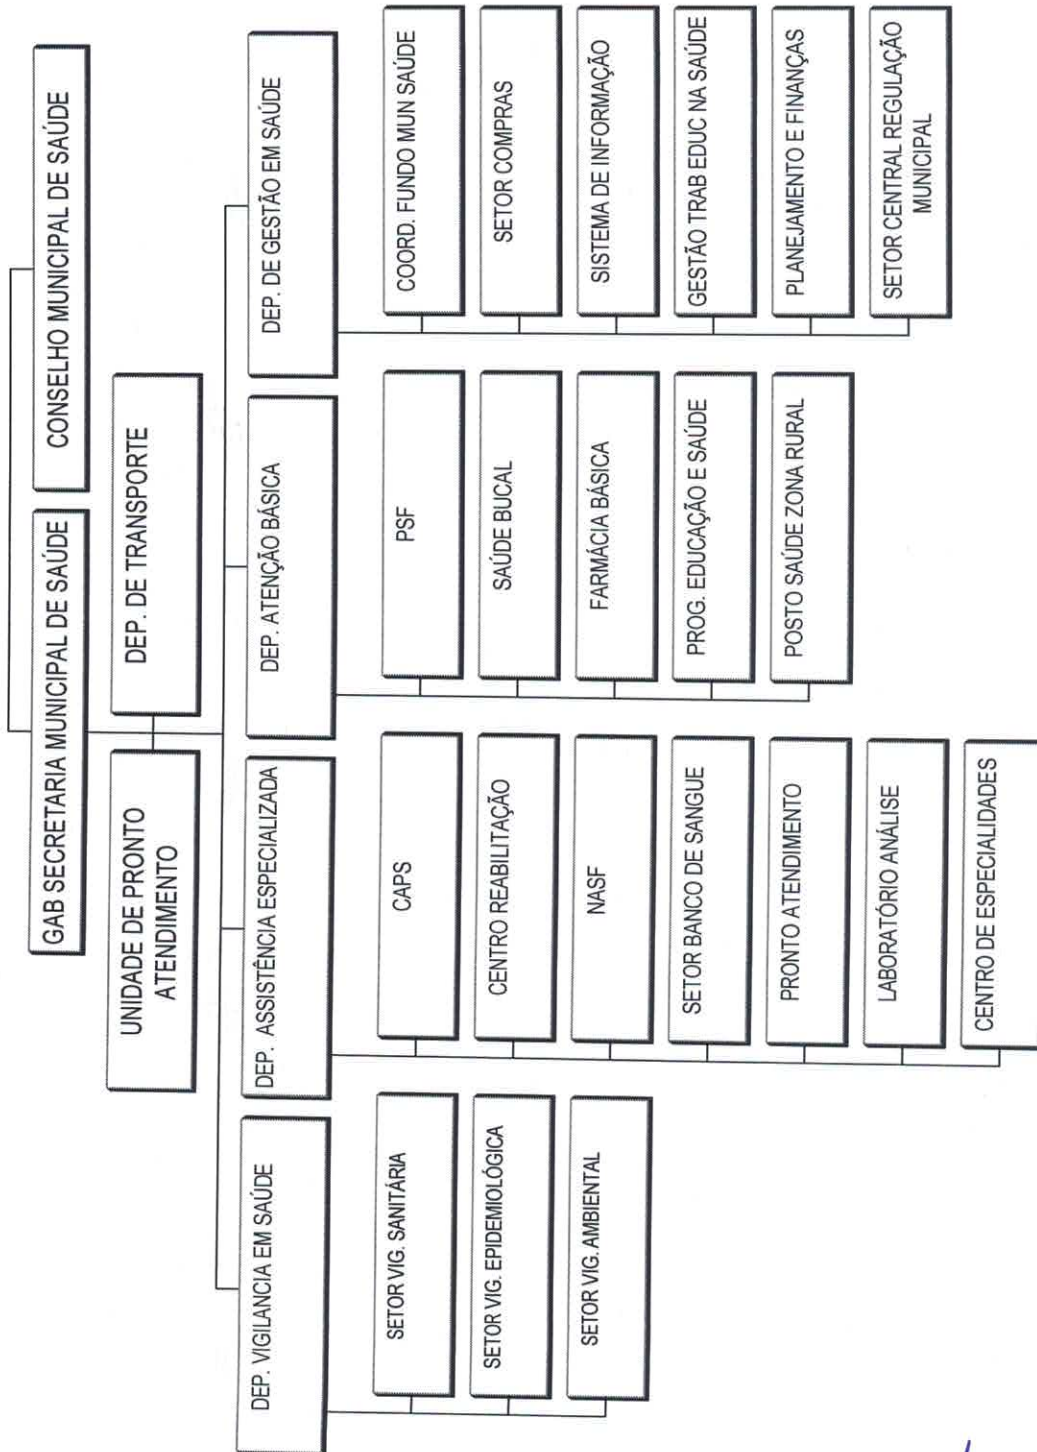 GAB SECRETARIA MUNICIPAL DE SAÚDE
CONSELHO MUNICIPAL DE SAÚDE
UNIDADE DE PRONTO
ATENDIMENTO
DEP. DE TRANSPORTE
DEP. VIGILANCIA EM SAÚDE
SETOR VIG. SANITÁRIA
SETOR VIG. EPIDEMIOLÓGICA
SETOR VIG. AMBIENTAL
DEP. ASSISTÊNCIA ESPECIALIZADA
CAPS
CENTRO REABILITAÇÃO
NASF
SETOR BANCO DE SANGUE
PRONTO ATENDIMENTO
LABORATÓRIO ANÁLISE
CENTRO DE ESPECIALIDADES
DEP. ATENÇÃO BÁSICA
PSF
SAÚDE BUCAL
FARMÁCIA BÁSICA
PROG. EDUCAÇÃO E SAÚDE
POSTO SAÚDE ZONA RURAL
DEP. DE GESTÃO EM SAÚDE
COORD. FUNDO MUN SAÚDE
SETOR COMPRAS
SISTEMA DE INFORMAÇÃO
GESTÃO TRAB EDUC NA SAÚDE
PLANEJAMENTO E FINANÇAS
SETOR CENTRAL REGULAÇÃO
MUNICIPAL